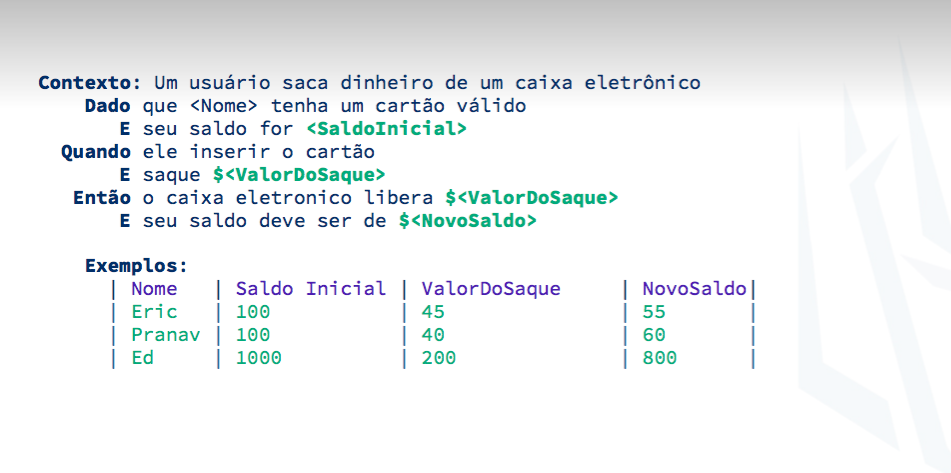 Contexto: Um usuário saca dinheiro de um caixa eletrônico
Dado que <Nome> tenha um cartão válido
E seu saldo for <SaldoInicial>
Quando ele inserir o cartão
E saque $<ValorDoSaque>
Então o caixa eletronico libera $<ValorDoSaque>
E seu saldo deve ser de $<NovoSaldo>
Exemplos:
| Nome | Saldo Inicial | ValorDoSaque | NovoSaldo|
| Eric | 100 | 45 | 55 |
| Pranav | 100 | 40 | 60 |
| Ed | 1000 | 200 | 800 |